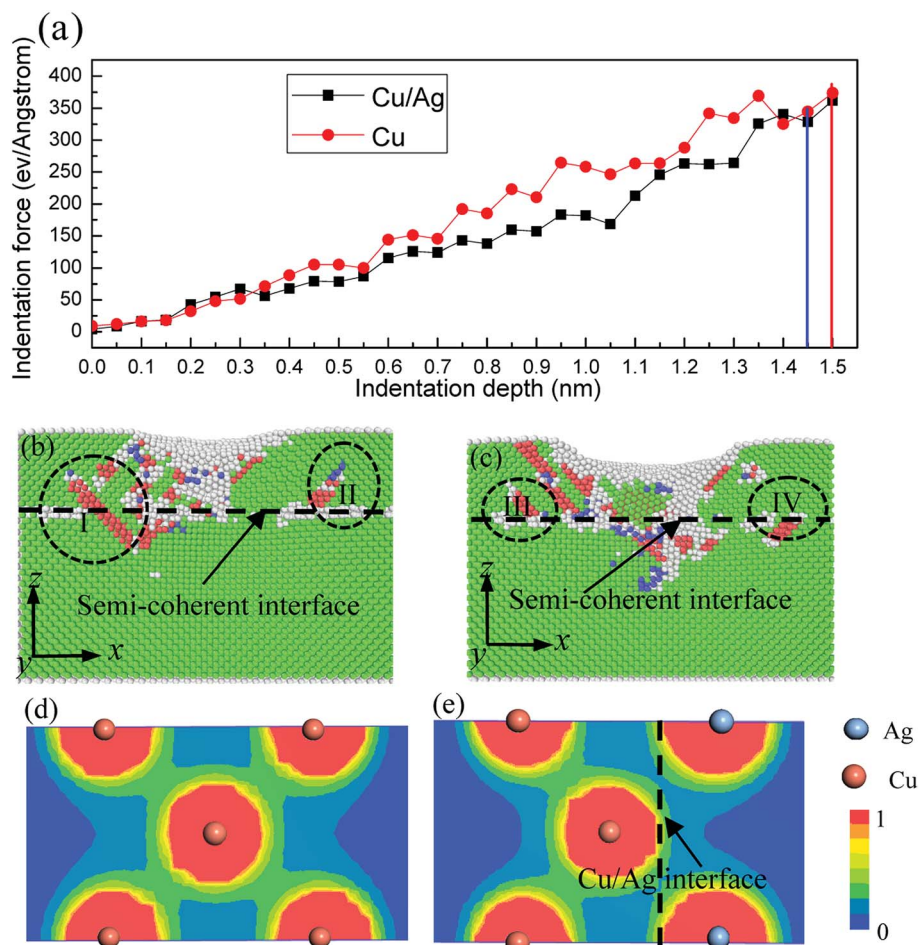 (a)
Indentation force (ev/Angstrom)
400
350
300
250
200
150
100
50
0
Cu/Ag
Cu
0.0 0.1 0.2 0.3 0.4 0.5 0.6 0.7 0.8 0.9 1.0 1.1 1.2 1.3 1.4 1.5
Indentation depth (nm)
(b)
I
II
Semi-coherent interface
z
y
x
(c)
III
IV
Semi-coherent interface
z
y
x
(d)
(e)
Cu/Ag interface
Ag
Cu
1
0